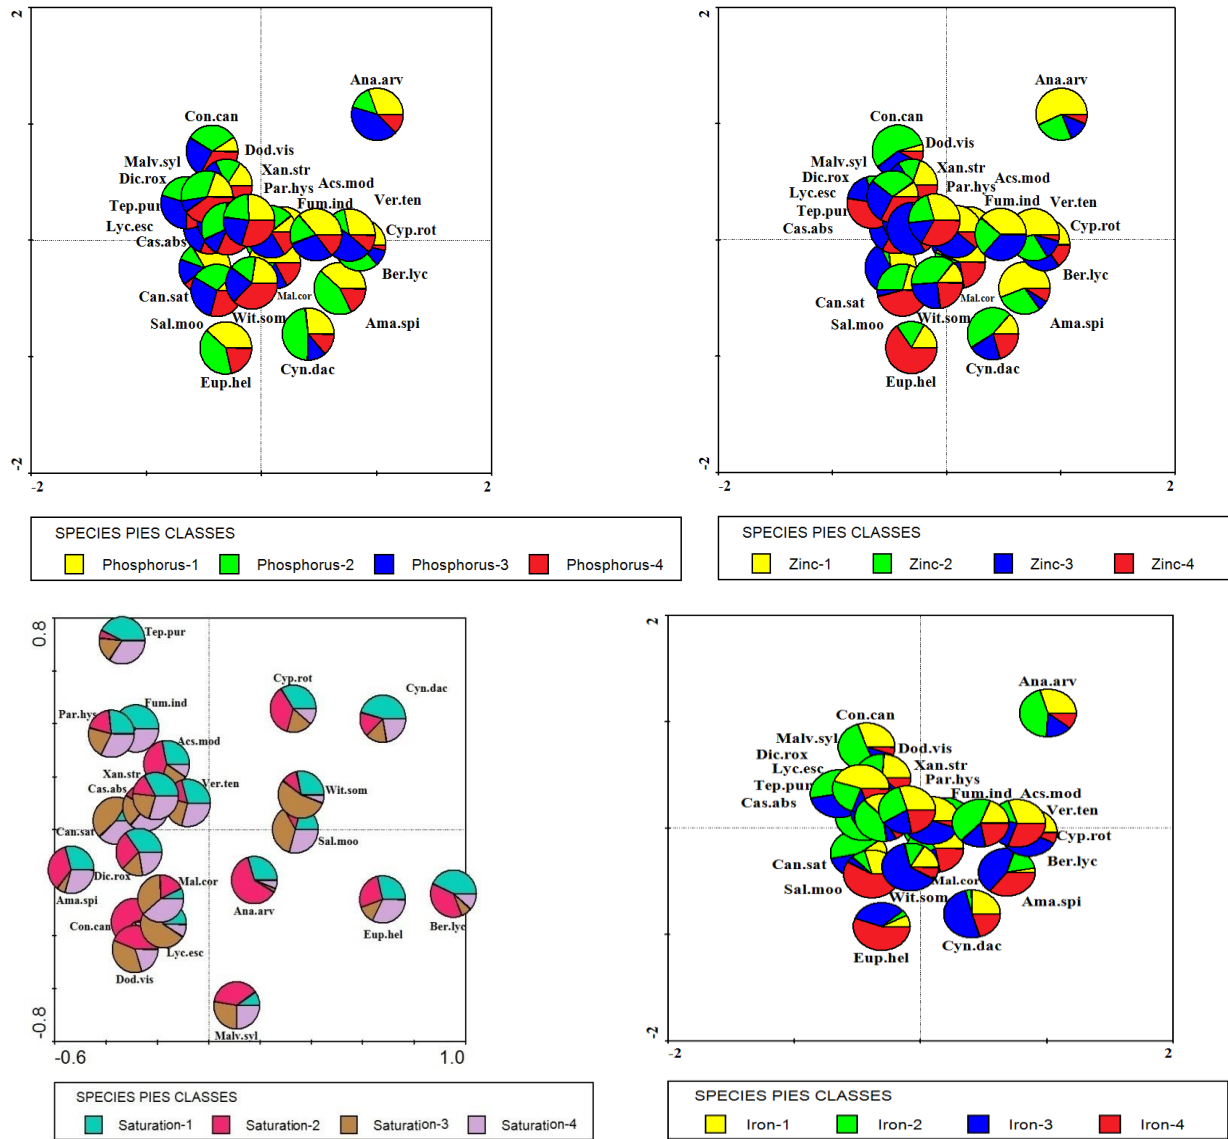 2
Ana.arv
Con.can
Dod.vis
Malv.syl
Xan.str
Dic.rox
Par.hys
Acs.mod
Fum.ind
Ver.ten
Tep.pur
Lyc.esc
Cyp.rot
Cas.abs
Ber.lyc
Can.sat
Mal.cor
Sal.moo
Wit.som
Ama.spi
Cyn.dac
Eup.hel
-2
-2 2
SPECIES PIES CLASSES
Phosphorus-1 Phosphorus-2 Phosphorus-3 Phosphorus-4
2
Ana.arv
Con.can
Dod.vis
Malv.syl
Xan.str
Dic.rox
Par.hys
Acs.mod
Lyc.esc
Fum.ind
Ver.ten
Tep.pur
Cas.abs
Cyp.rot
Ber.lyc
Can.sat
Mal.cor
Sal.moo
Wit.som
Ama.spi
Cyn.dac
Eup.hel
-2
-2 2
SPECIES PIES CLASSES
Zinc-1 Zinc-2 Zinc-3 Zinc-4
0.8
Tep.pur
Cyp.rot
Cyn.dac
Fum.ind
Par.hys
Acs.mod
Xan.str
Ver.ten
Cas.abs
Wit.som
Can.sat
Sal.moo
Dic.rox
Mal.cor
Ama.spi
Ana.arv
Con.can
Eup.hel
Ber.lyc
Lyc.esc
Dod.vis
Malv.syl
-0.8
-0.6 1.0
SPECIES PIES CLASSES
Saturation-1 Saturation-2 Saturation-3 Saturation-4
2
Ana.arv
Con.can
Malv.syl
Dod.vis
Dic.rox
Xan.str
Lyc.esc
Par.hys
Tep.pur
Fum.ind
Acs.mod
Cas.abs
Ver.ten
Cyp.rot
Ber.lyc
Can.sat
Mal.cor
Sal.moo
Wit.som
Ama.spi
Cyn.dac
Eup.hel
-2
-2 2
SPECIES PIES CLASSES
Iron-1 Iron-2 Iron-3 Iron-4